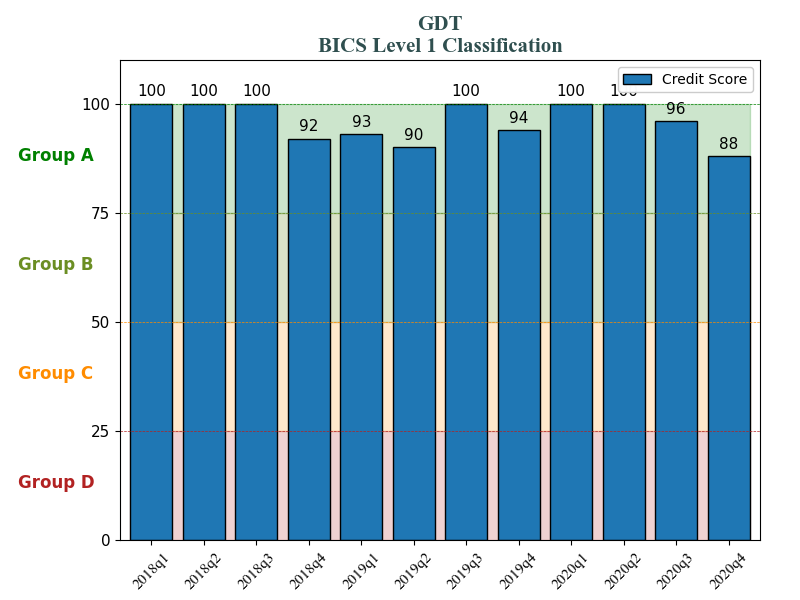 GDT
BICS Level 1 Classification
Credit Score
100 100 100 92 93 90 100 94 100 100 96 88
100
Group A
75
Group B
50
Group C
25
Group D
0
2018q1 2018q2 2018q3 2018q4 2019q1 2019q2 2019q3 2019q4 2020q1 2020q2 2020q3 2020q4